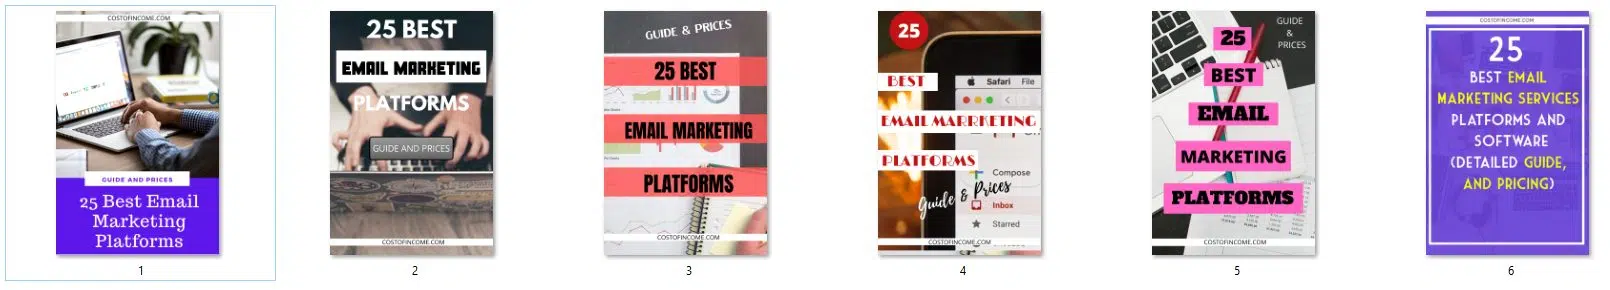 COSTOFINCOME.COM
GUIDE AND PRICES
25 Best Email
Marketing
Platforms
1
25 BEST
EMAIL MARKETING
PLATFORMS
GUIDE AND PRICES
COSTOFINCOME.COM
2
GUIDE & PRICES
25 BEST
EMAIL MARKETING
PLATFORMS
COSTOFINCOME.COM
3
25
Safari File
BEST
EMAIL MARRKETING
PLATFORMS
Compose
Guide & Prices
Inbox
Starred
COSTOFINCOME.COM
4
GUIDE
&
PRICES
25
BEST
EMAIL
MARKETING
PLATFORMS
COSTOFINCOME.COM
5
COSTOFINCOME.COM
25
BEST EMAIL
MARKETING SERVICES
PLATFORMS AND
SOFTWARE
(DETAILED GUIDE,
AND PRICING)
6